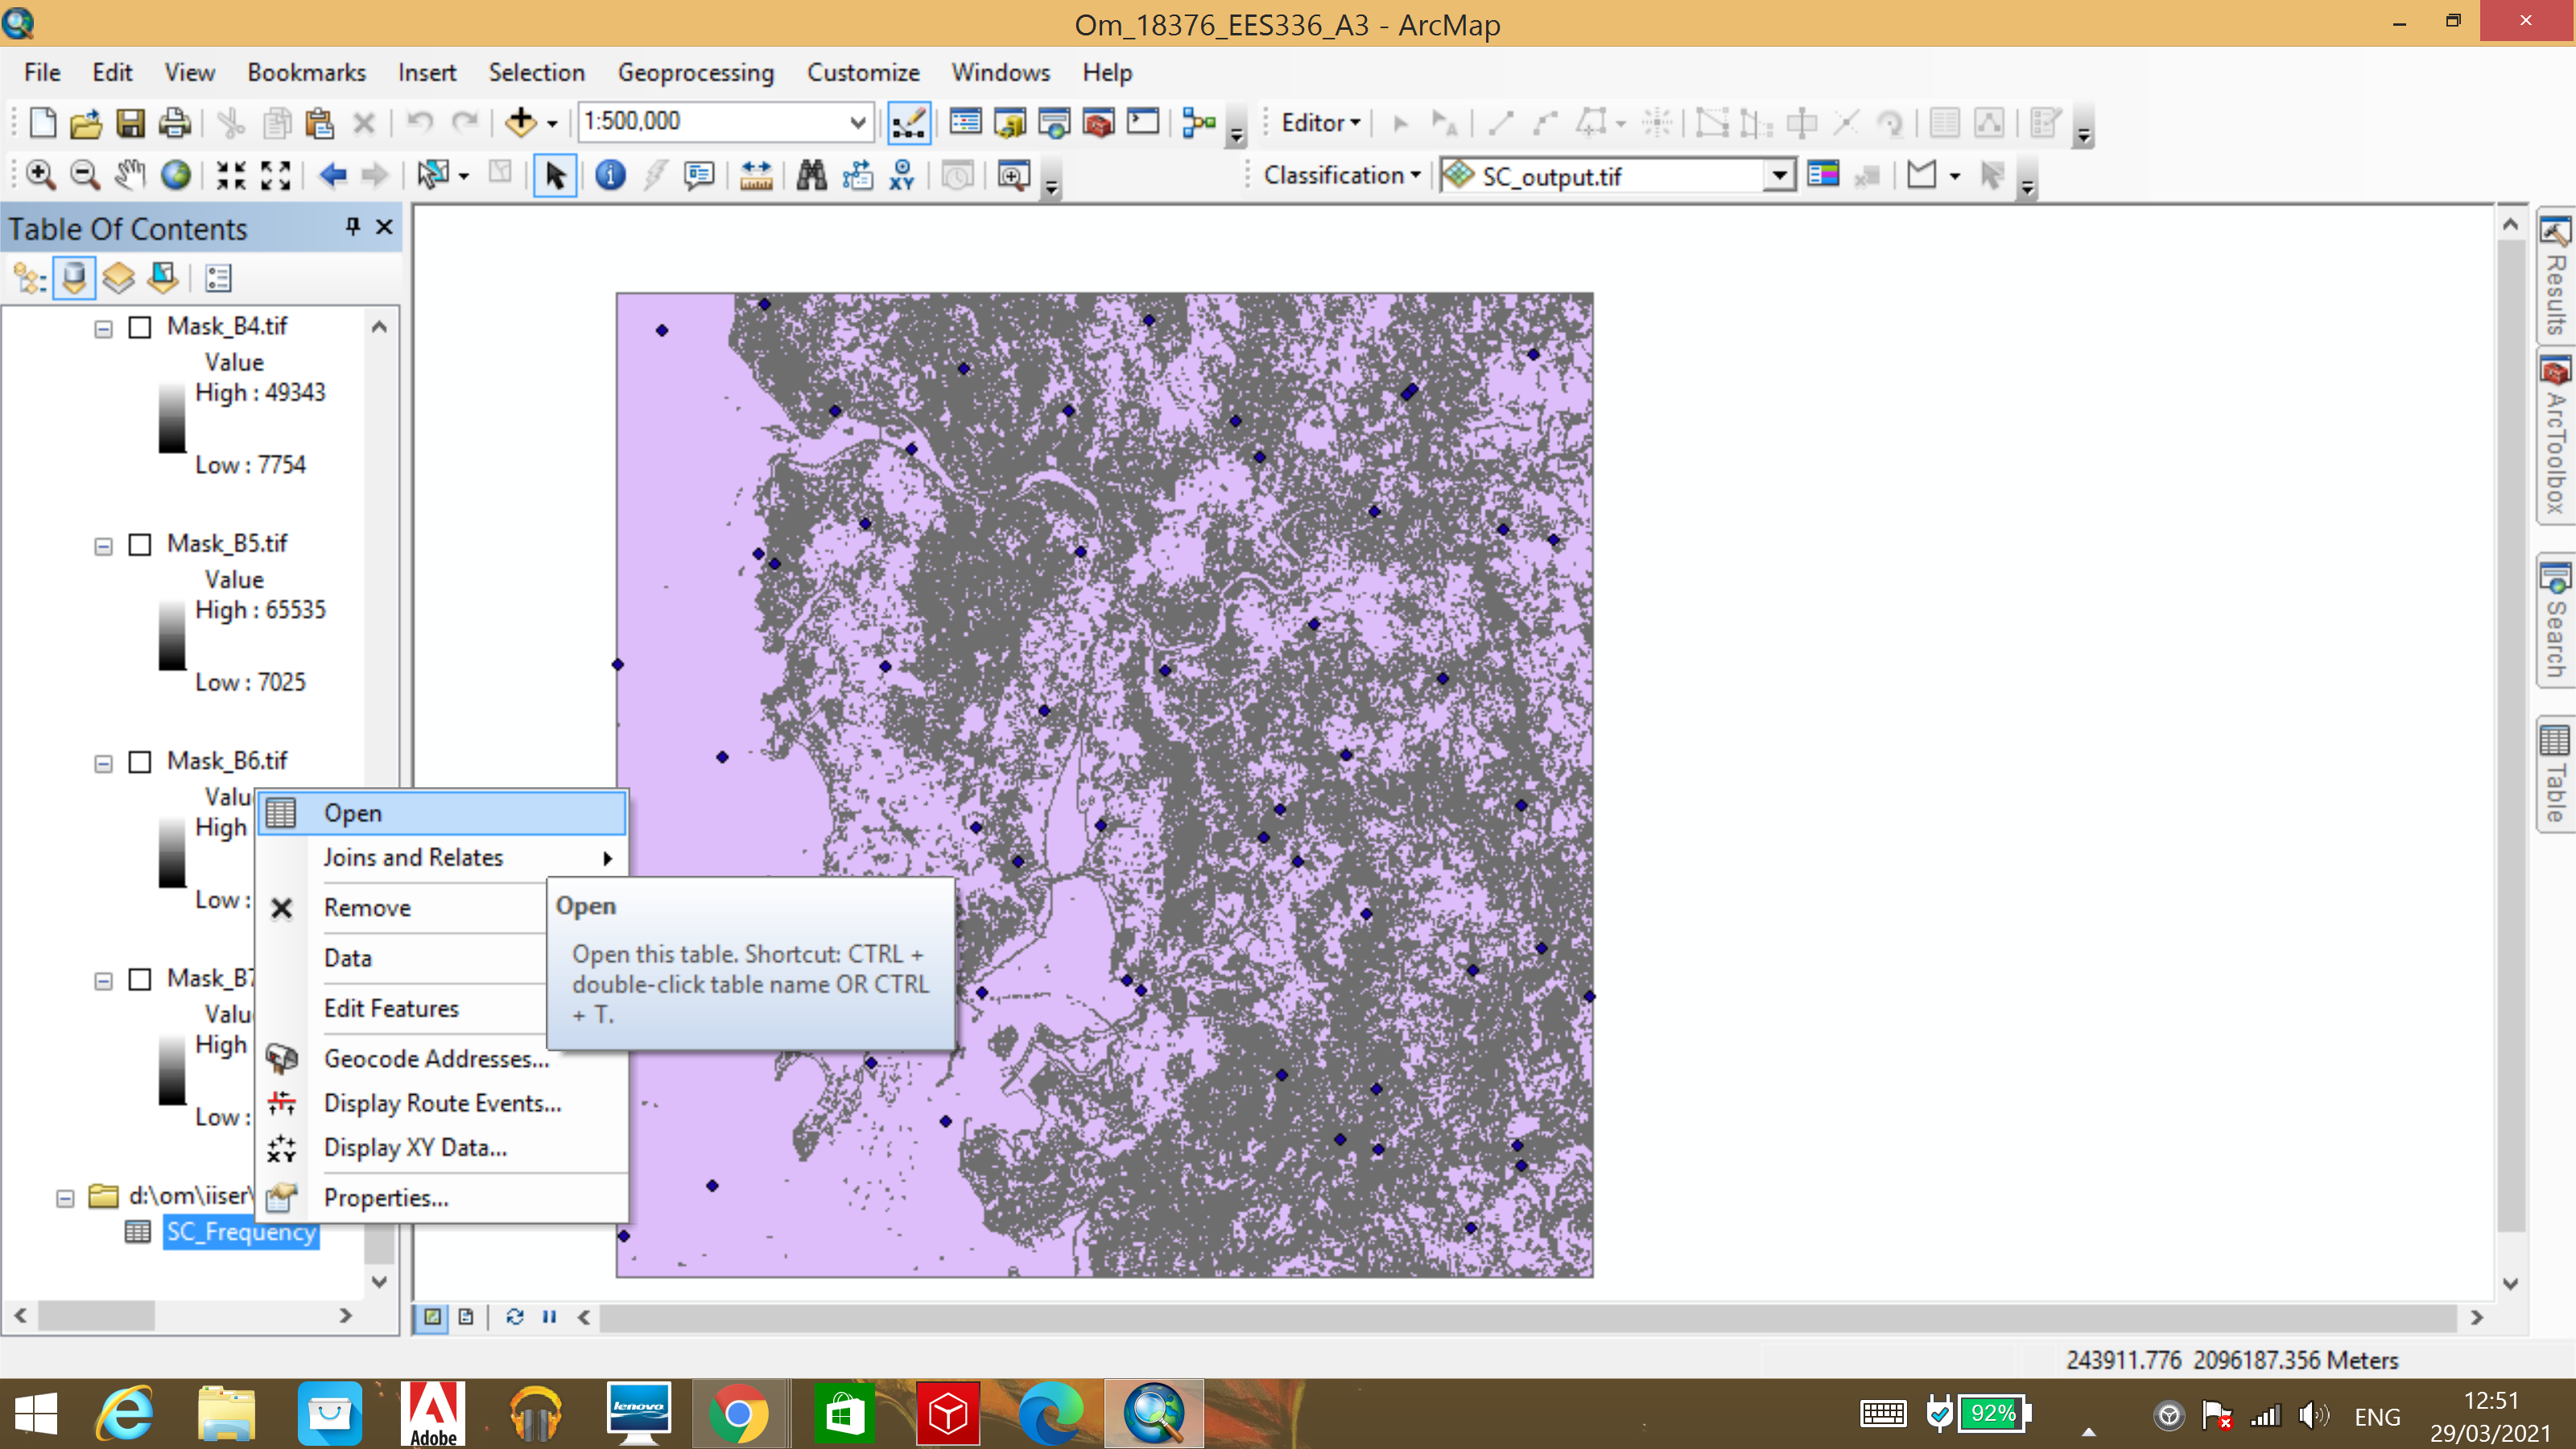 Om_18376_EES336_A3 - ArcMap
File Edit View Bookmarks Insert Selection Geoprocessing Customize Windows Help
1:500,000
Editor
Classification
SC_output.tif
Table Of Contents
Mask_B4.tif
Value
High : 49343
Low : 7754
Mask_B5.tif
Value
High : 65535
Low : 7025
Mask_B6.tif
Valu
High
Low :
Mask_B7
Valu
High
Low :
d:\om\iiser\
SC_Frequency
Open
Joins and Relates
Remove
Data
Edit Features
Geocode Addresses...
Display Route Events...
Display XY Data...
Properties...
Open
Open this table. Shortcut: CTRL +
double-click table name OR CTRL
+ T.
Results
ArcToolbox
Search
Table
243911.776 2096187.356 Meters
Adobe
lenovo
92%
ENG
12:51
29/03/2021